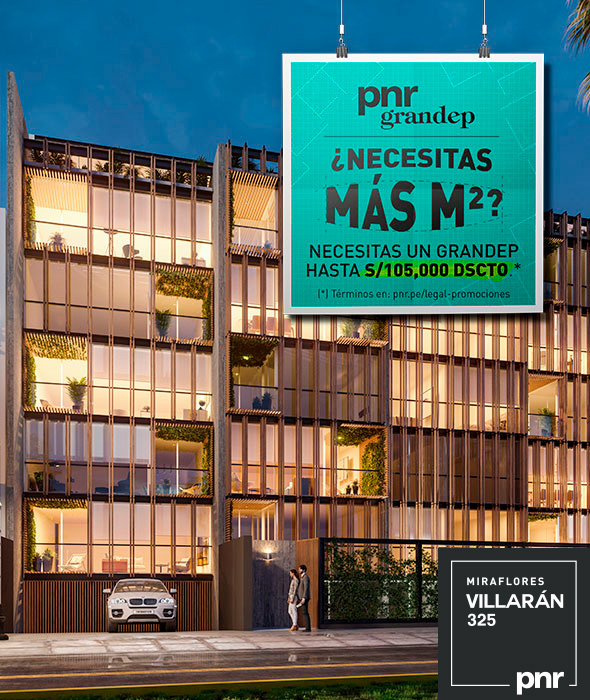 pnr
grandep
¿NECESITAS
MÁS M²?
NECESITAS UN GRANDEP
HASTA S/105,000 DSCTO.*
(*) Términos en: pnr.pe/legal-promociones
MIRAFLORES
VILLARÁN
325
pnr